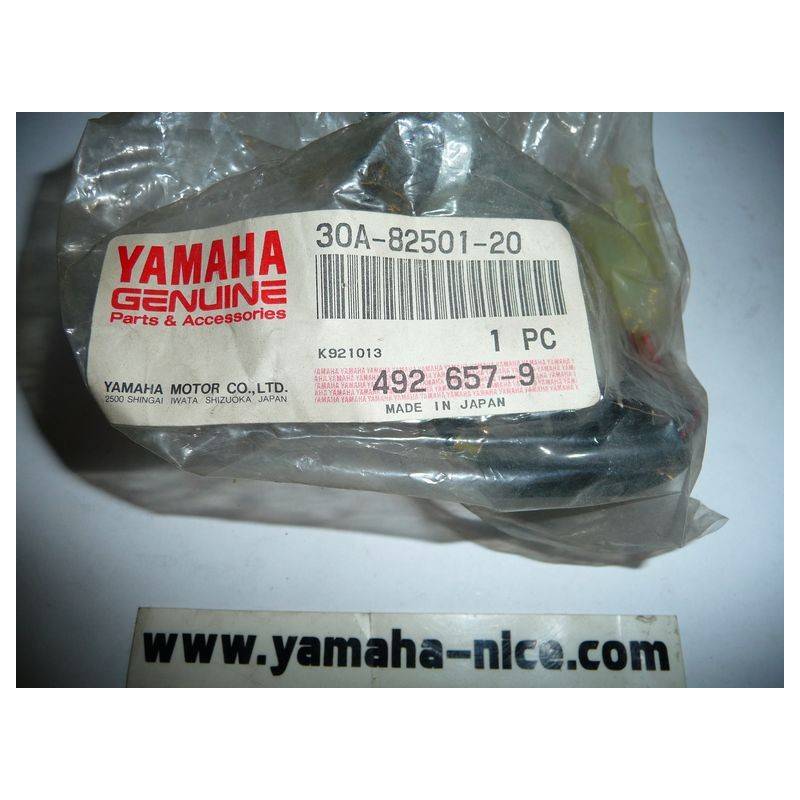 YAMAHA
GENUINE
Parts & Accessories
30A-82501-20
1 PC
K921013
YAMAHA MOTOR CO.,LTD.
2500 SHINGAI IWATA SHIZUOKA JAPAN
492 657-9
MADE IN JAPAN
www.yamaha-nice.com